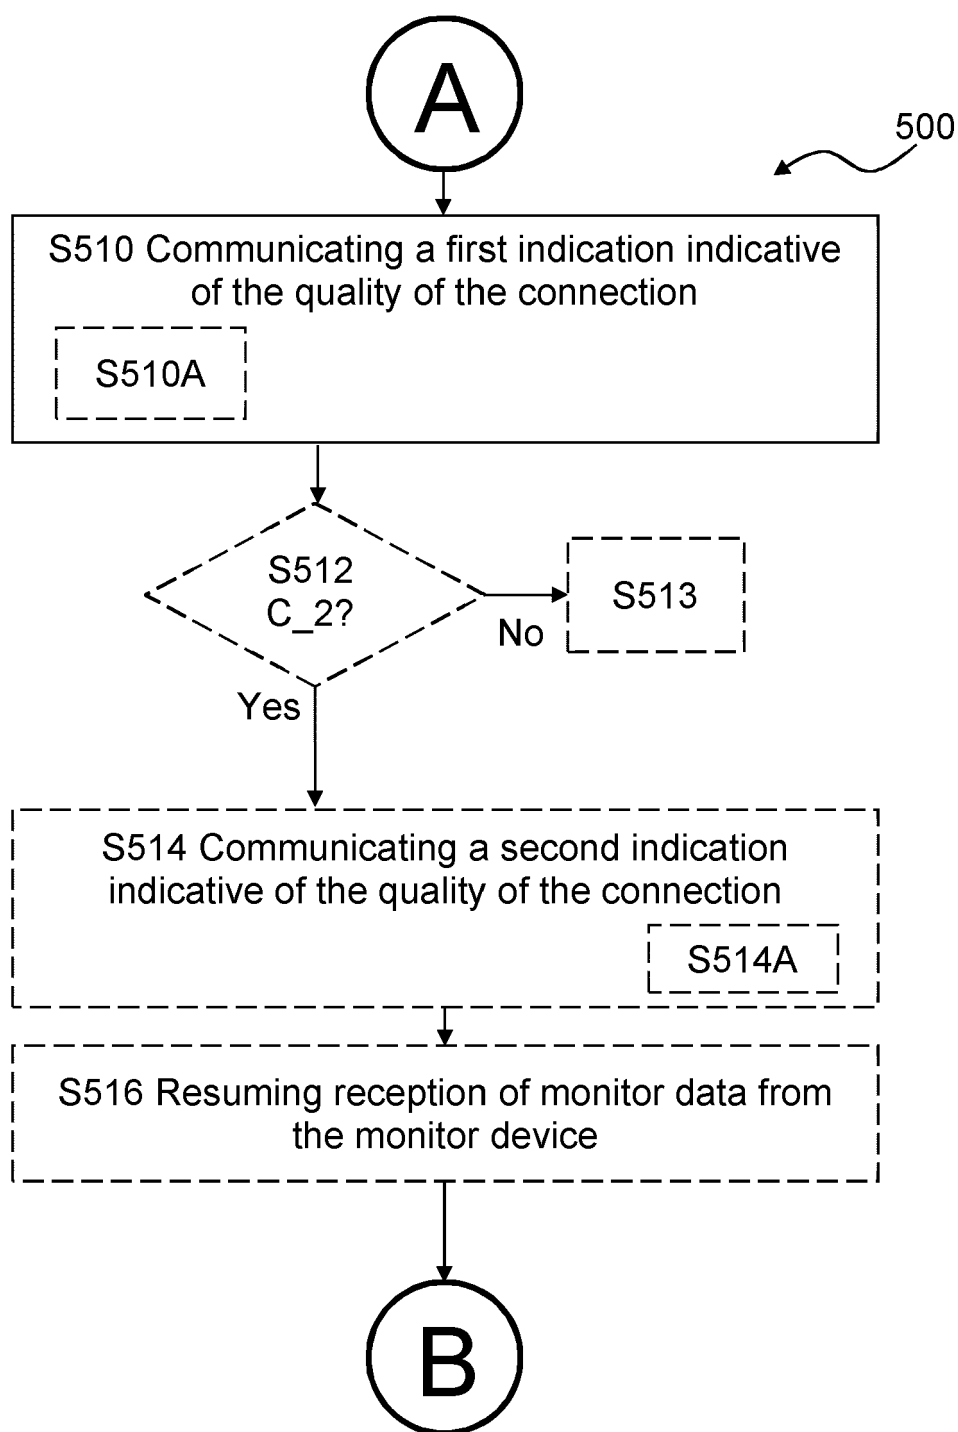 A
500
S510 Communicating a first indication indicative
of the quality of the connection
S510A
S512
C_2?
S513
No
Yes
S514 Communicating a second indication
indicative of the quality of the connection
S514A
S516 Resuming reception of monitor data from
the monitor device
B